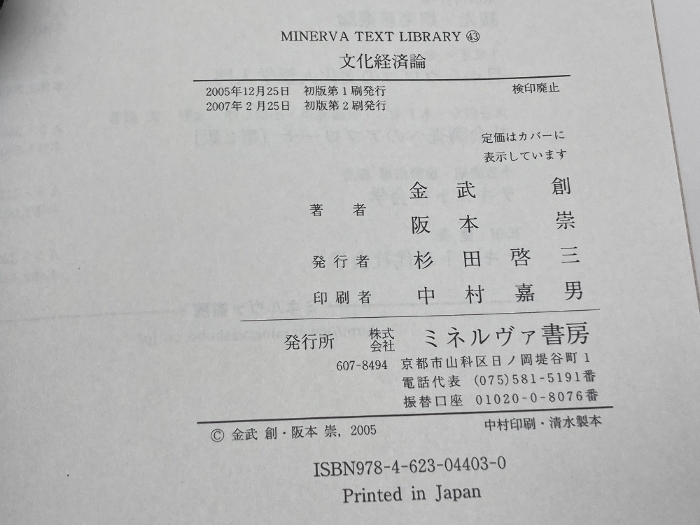 MINERVA TEXT LIBRARY ㊸
文化経済論
2005年12月25日　初版第1刷発行　検印廃止
2007年2月25日　初版第2刷発行
定価はカバーに
表示しています
著者　金武　創
阪本　崇
発行者　杉田啓三
印刷者　中村嘉男
発行所　株式会社　ミネルヴァ書房
607-8494　京都市山科区日ノ岡堤谷町1
電話代表　(075)581-5191番
振替口座　01020-0-8076番
© 金武 創・阪本 崇, 2005　中村印刷・清水製本
ISBN978-4-623-04403-0
Printed in Japan